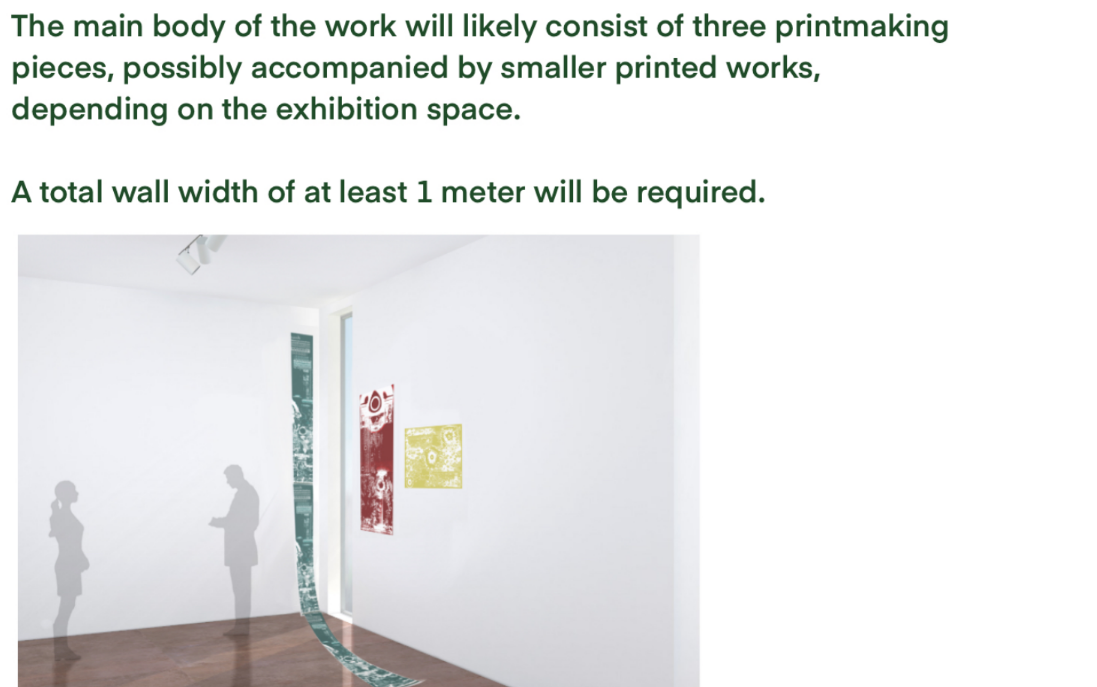 The main body of the work will likely consist of three printmaking
pieces, possibly accompanied by smaller printed works,
depending on the exhibition space.
A total wall width of at least 1 meter will be required.